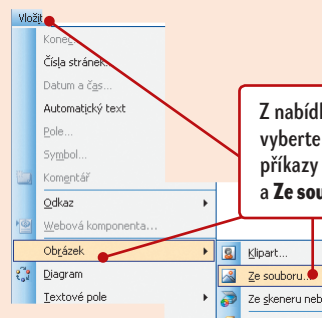 Vložit
Konec
Čísla stránek...
Datum a čas...
Automatický text
Pole...
Symbol...
Komentář
Odkaz
Webová komponenta...
Obrázek
Diagram
Textové pole
Z nabíd
vyberte
příkazy
a Ze sou
Klipart...
Ze souboru...
Ze skeneru neb